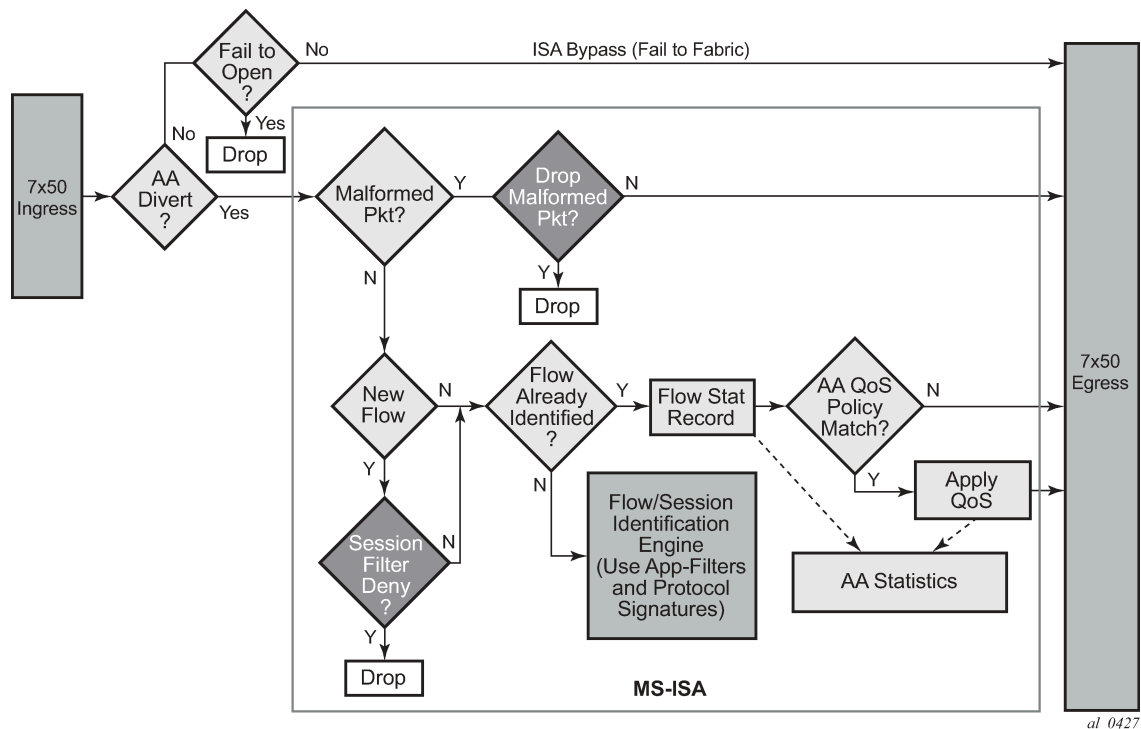 Fail to
Open
?
No
ISA Bypass (Fail to Fabric)
Yes
Drop
No
7x50
Ingress
AA
Divert
?
Yes
Malformed
Pkt?
Y
Drop
Malformed
Pkt?
N
N
Y
Drop
New
Flow
N
Flow
Already
Identified
?
Y
Flow Stat
Record
AA QoS
Policy
Match?
N
7x50
Egress
Y
N
Y
Apply
QoS
Session
Filter
Deny
?
N
Flow/Session
Identification
Engine
(Use App-Filters
and Protocol
Signatures)
AA Statistics
Y
Drop
MS-ISA
al_0427